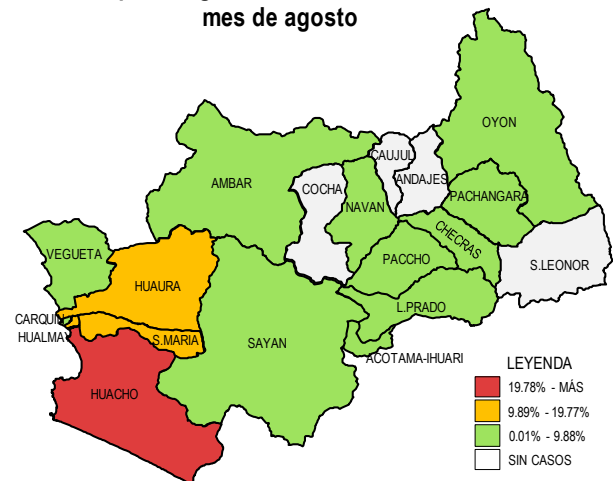 mes de agosto
OYON
CAUJUL
ANDAJES
AMBAR
COCHA
NAVAN
PACHANGARA
CHECRAS
VEGUETA
PACCHO
S.LEONOR
HUAURA
L.PRADO
CARQUIN
HUALMA
S.MARIA
SAYAN
ACOTAMA-IHUARI
HUACHO
LEYENDA
19.78% - MÁS
9.89% - 19.77%
0.01% - 9.88%
SIN CASOS